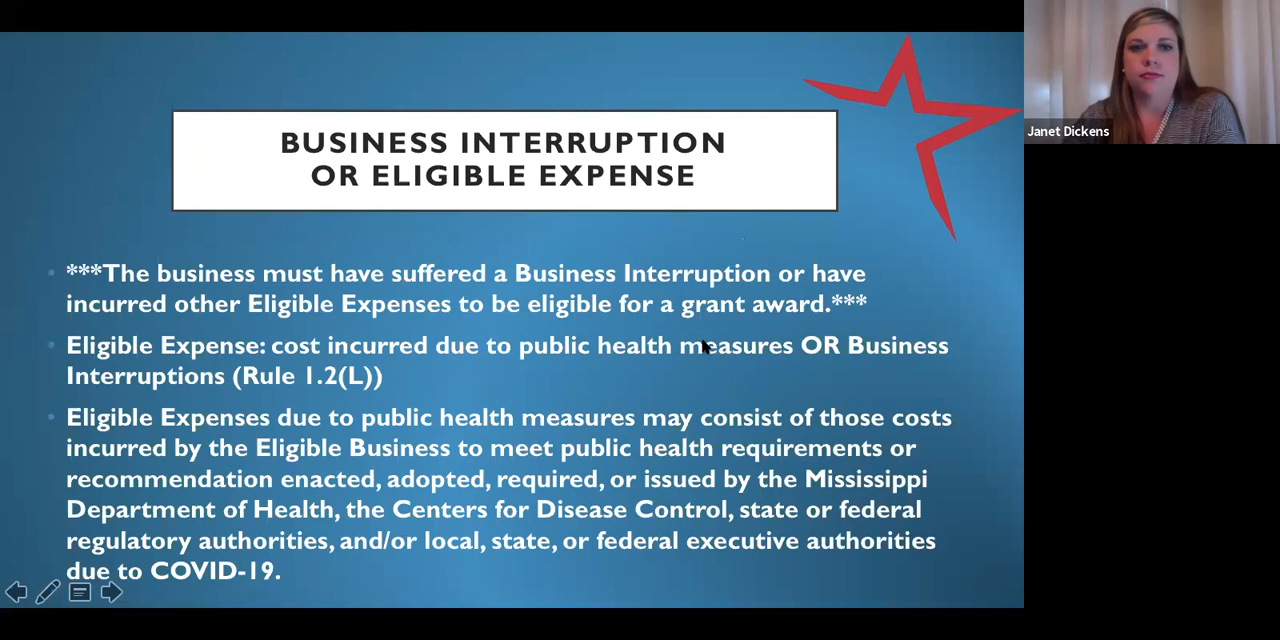 BUSINESS INTERRUPTION
OR ELIGIBLE EXPENSE
Janet Dickens
***The business must have suffered a Business Interruption or have
incurred other Eligible Expenses to be eligible for a grant award.***
Eligible Expense: cost incurred due to public health measures OR Business
Interruptions (Rule 1.2(L))
Eligible Expenses due to public health measures may consist of those costs
incurred by the Eligible Business to meet public health requirements or
recommendation enacted, adopted, required, or issued by the Mississippi
Department of Health, the Centers for Disease Control, state or federal
regulatory authorities, and/or local, state, or federal executive authorities
due to COVID-19.